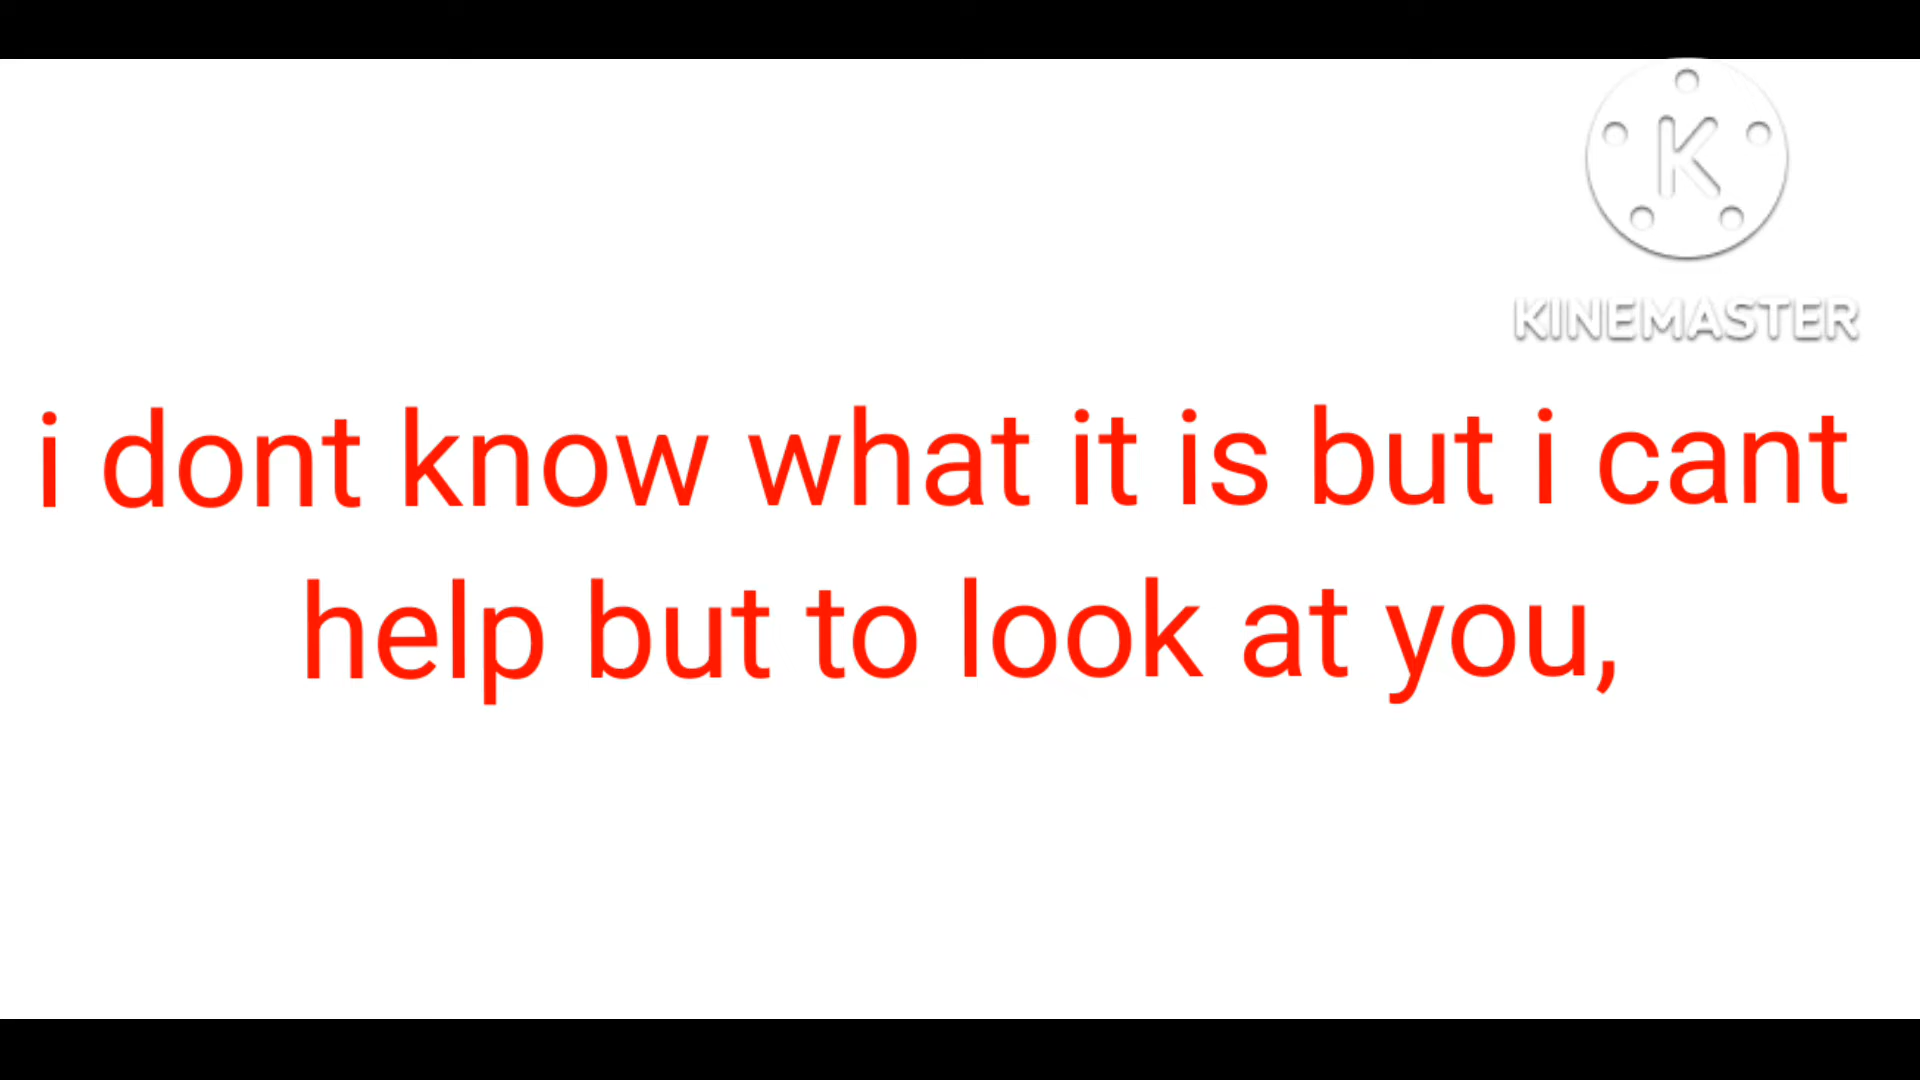 K
KINEMASTER
i dont know what it is but i cant
help but to look at you,